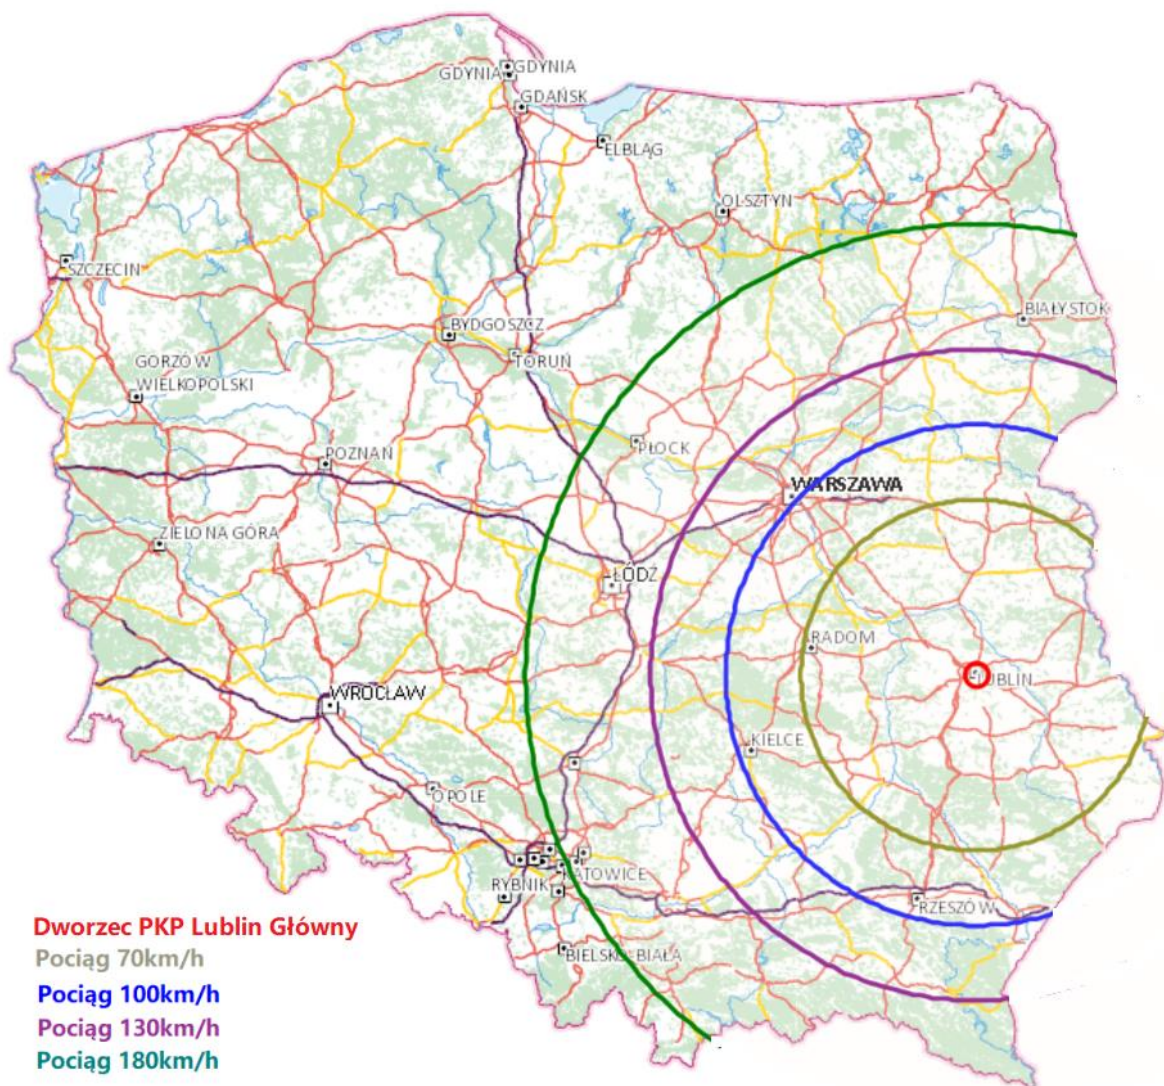 GDYNIA
GDYNIA
GDAŃSK
ELBLĄG
OLSZTYN
SZCZECIN
BIAŁYSTOK
BYDGOSZCZ
TORUŃ
GORZÓW
WIELKOPOLSKI
PŁOCK
POZNAŃ
WARSZAWA
ZIELONA GÓRA
ŁÓDŹ
RADOM
LUBLIN
WROCŁAW
KIELCE
OPOLE
KATOWICE
RYBNIK
RZESZÓW
BIELSKO-BIAŁA
Dworzec PKP Lublin Główny
Pociąg 70km/h
Pociąg 100km/h
Pociąg 130km/h
Pociąg 180km/h